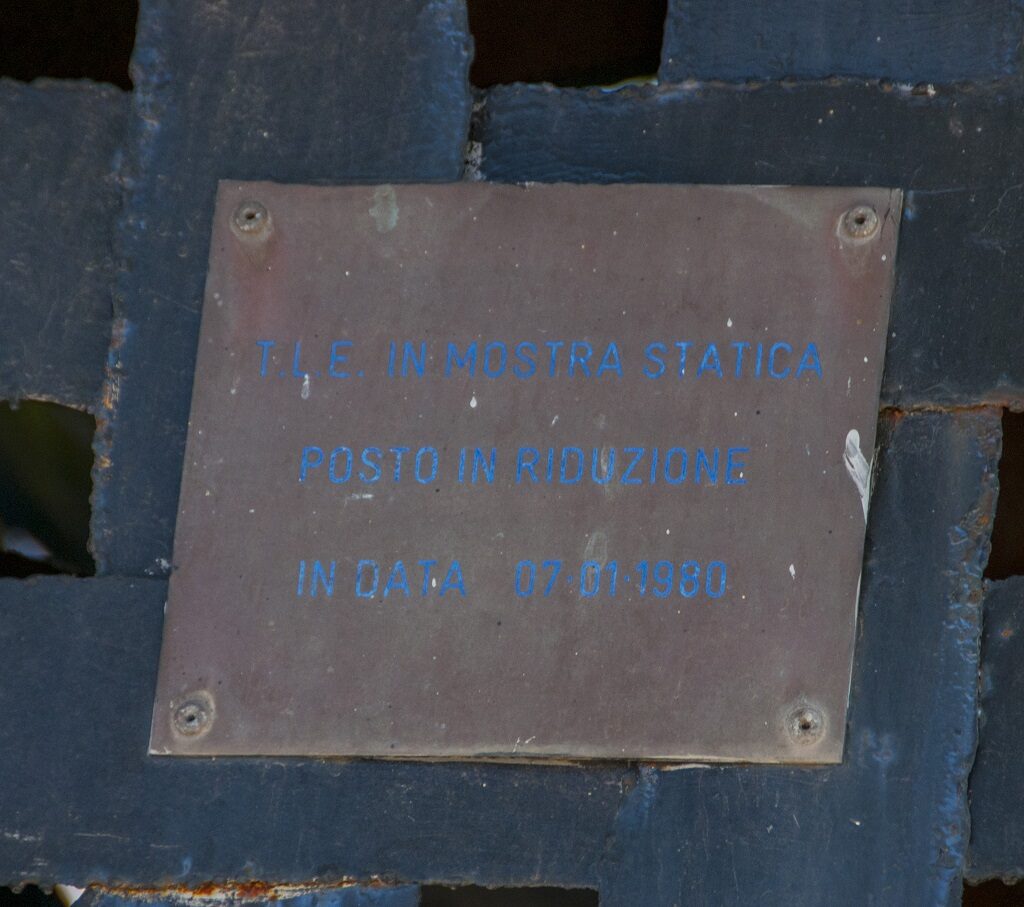 T.L.E. IN MOSTRA STATICA
POSTO IN RIDUZIONE
IN DATA 07·01·1980